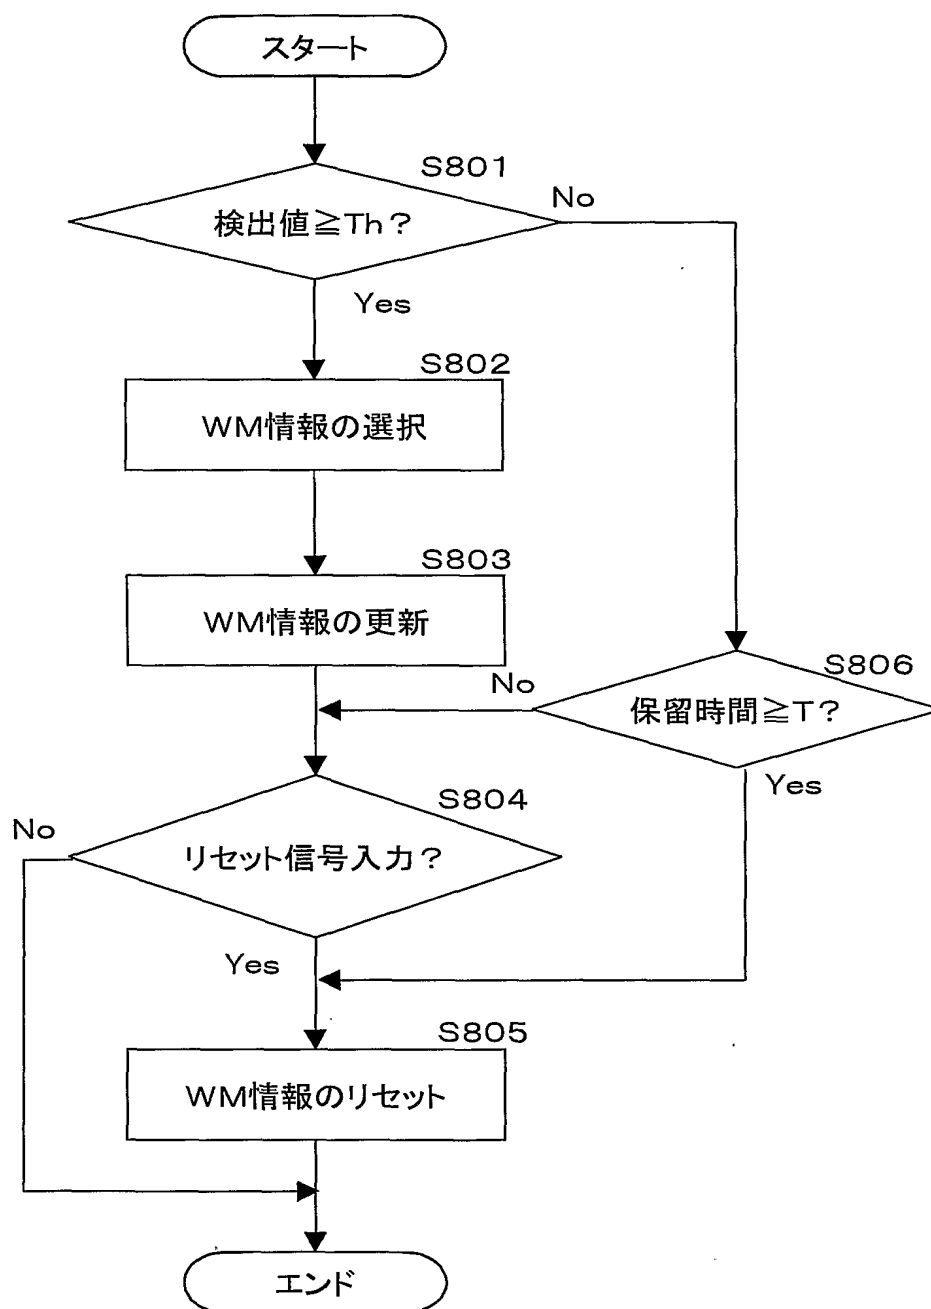 スタート
S801
検出値≧Th?
No
Yes
S802
WM情報の選択
S803
WM情報の更新
S806
No
保留時間≧T?
Yes
S804
No
リセット信号入力?
Yes
S805
WM情報のリセット
エンド